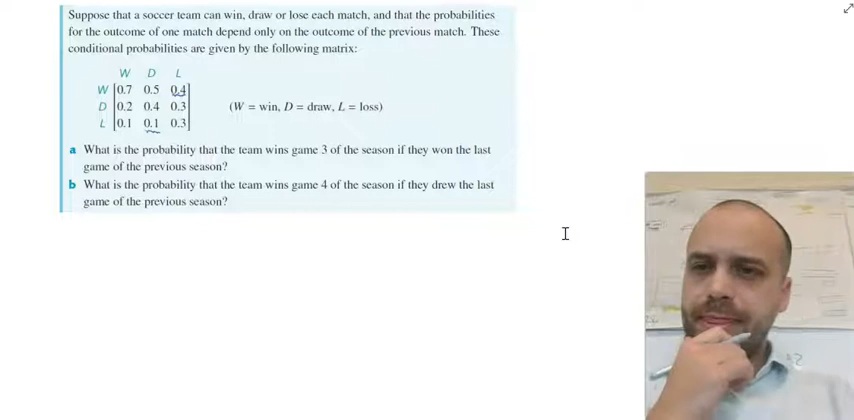 Suppose that a soccer team can win, draw or lose each match, and that the probabilities
for the outcome of one match depend only on the outcome of the previous match. These
conditional probabilities are given by the following matrix:
W D L
W 0.7 0.5 0.4
D 0.2 0.4 0.3 (W = win, D = draw, L = loss)
L 0.1 0.1 0.3
a What is the probability that the team wins game 3 of the season if they won the last
game of the previous season?
b What is the probability that the team wins game 4 of the season if they drew the last
game of the previous season?